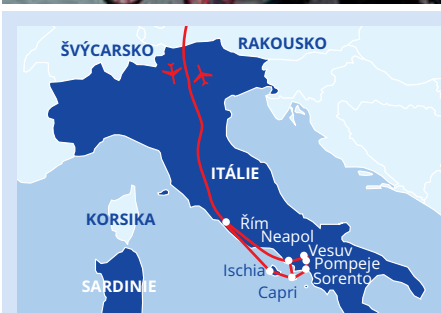 ŠVÝCARSKO
RAKOUSKO
ITÁLIE
KORSIKA
Řím
Neapol
Vesuv
Pompeje
Ischia
Sorento
SARDINIE
Capri